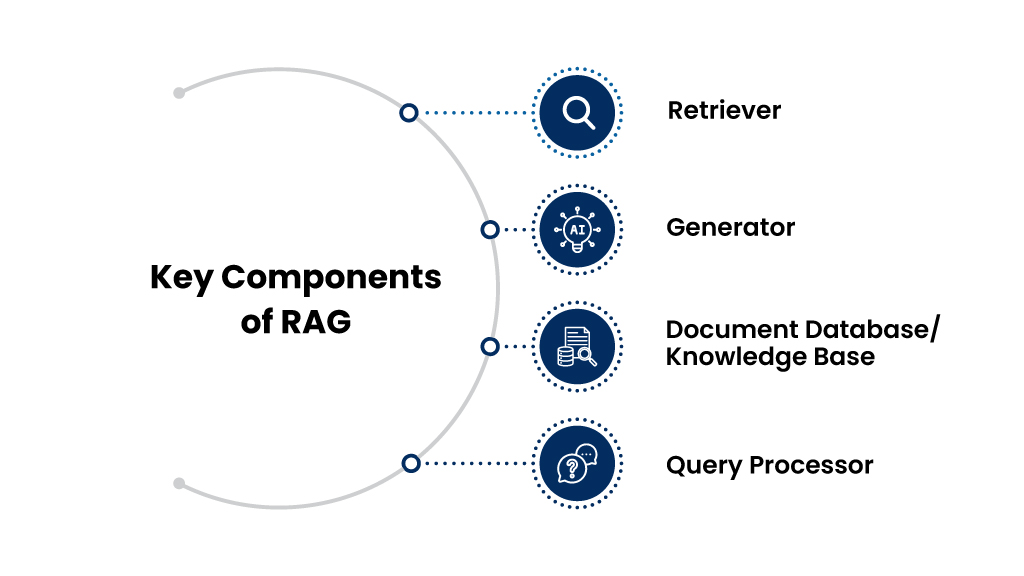 Key Components
of RAG
Retriever
Generator
AI
Document Database/
Knowledge Base
Query Processor
?